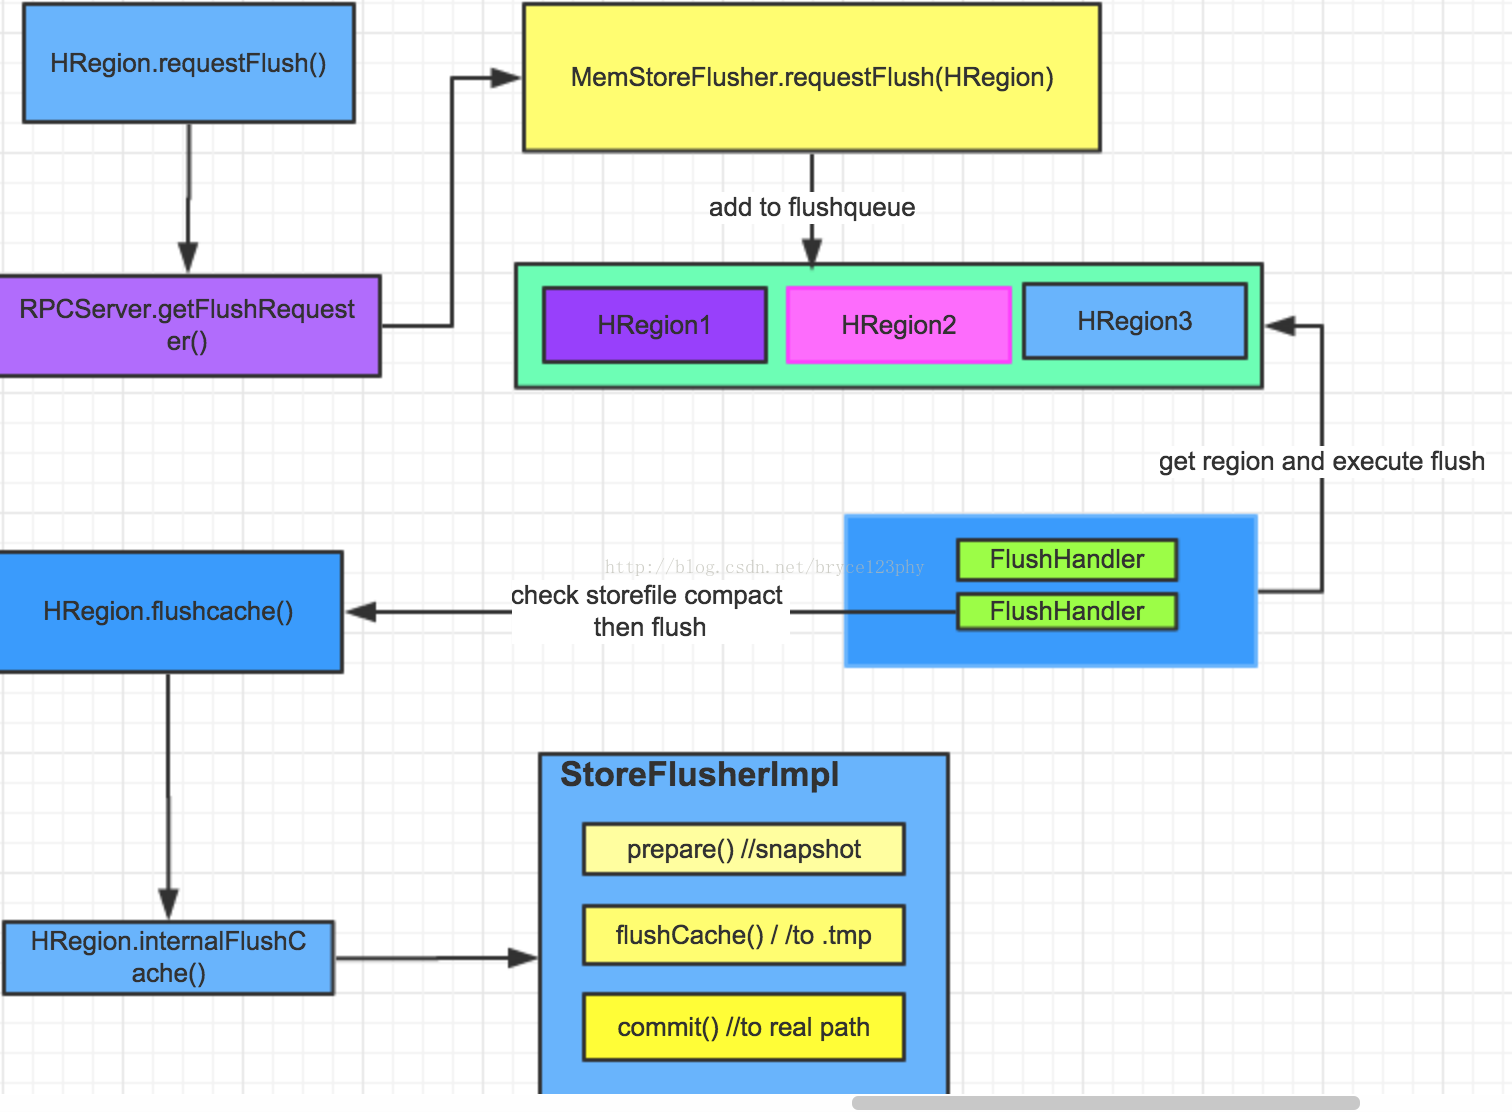 HRegion.requestFlush()
MemStoreFlusher.requestFlush(HRegion)
add to flushqueue
RPCServer.getFlushRequest
er()
HRegion1
HRegion2
HRegion3
get region and execute flush
FlushHandler
FlushHandler
http://blog.csdn.net/bryce123phy
check storefile compact
then flush
HRegion.flushcache()
StoreFlusherImpl
prepare() //snapshot
flushCache() / /to .tmp
commit() //to real path
HRegion.internalFlushC
ache()